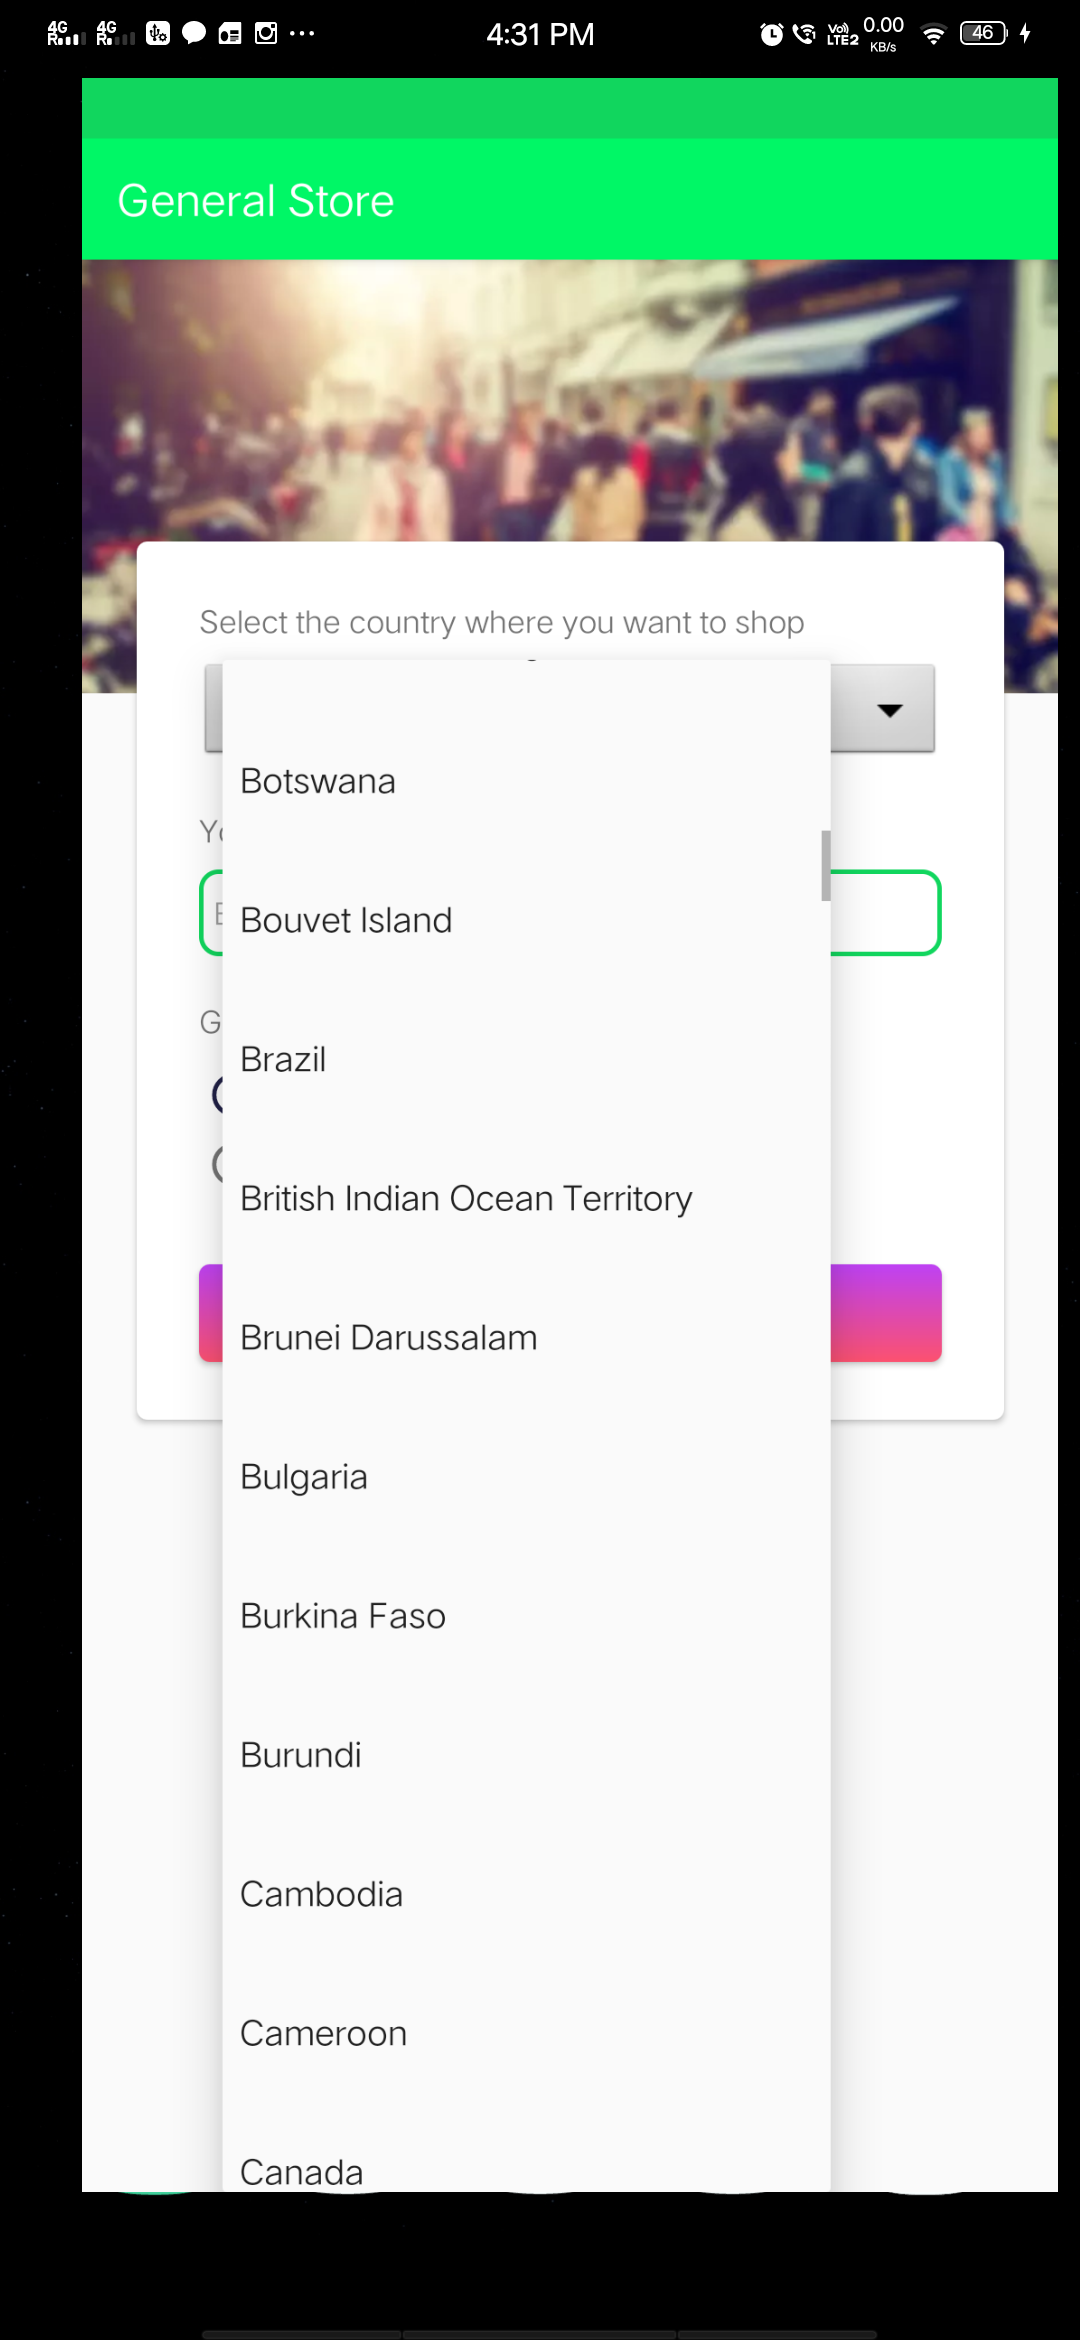 4G R 4G R 4:31 PM Vo) LTE2 0.00 KB/s 46
General Store
Select the country where you want to shop
Botswana
Bouvet Island
Brazil
British Indian Ocean Territory
Brunei Darussalam
Bulgaria
Burkina Faso
Burundi
Cambodia
Cameroon
Canada